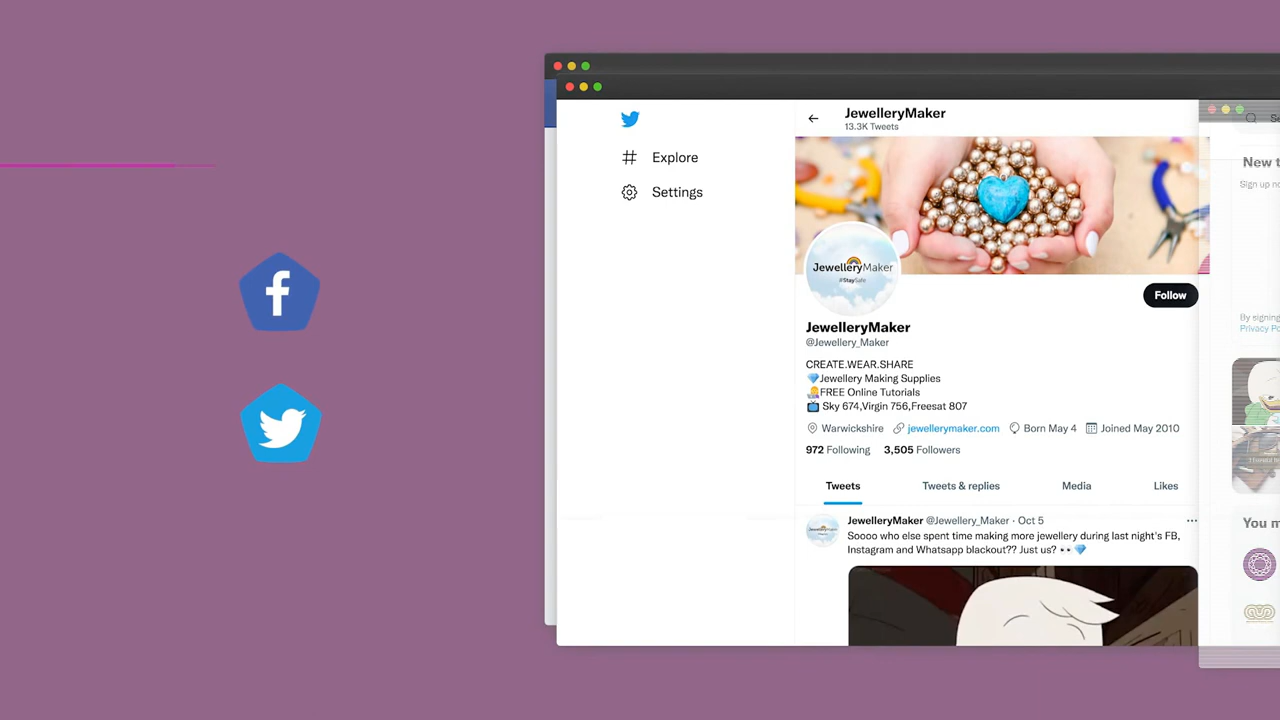 JewelleryMaker
13.3K Tweets
Explore
Settings
JewelleryMaker
#StaySafe
Follow
JewelleryMaker
@Jewellery_Maker
CREATE.WEAR.SHARE
💎Jewellery Making Supplies
FREE Online Tutorials
📺 Sky 674,Virgin 756,Freesat 807
Warwickshire jewellerymaker.com Born May 4 Joined May 2010
972 Following 3,505 Followers
Tweets Tweets & replies Media Likes
JewelleryMaker @Jewellery_Maker · Oct 5 ...
Soooo who else spent time making more jewellery during last night's FB,
Instagram and Whatsapp blackout?? Just us? 👀 💎
New t
Sign up no
By signing
Privacy Po
You m